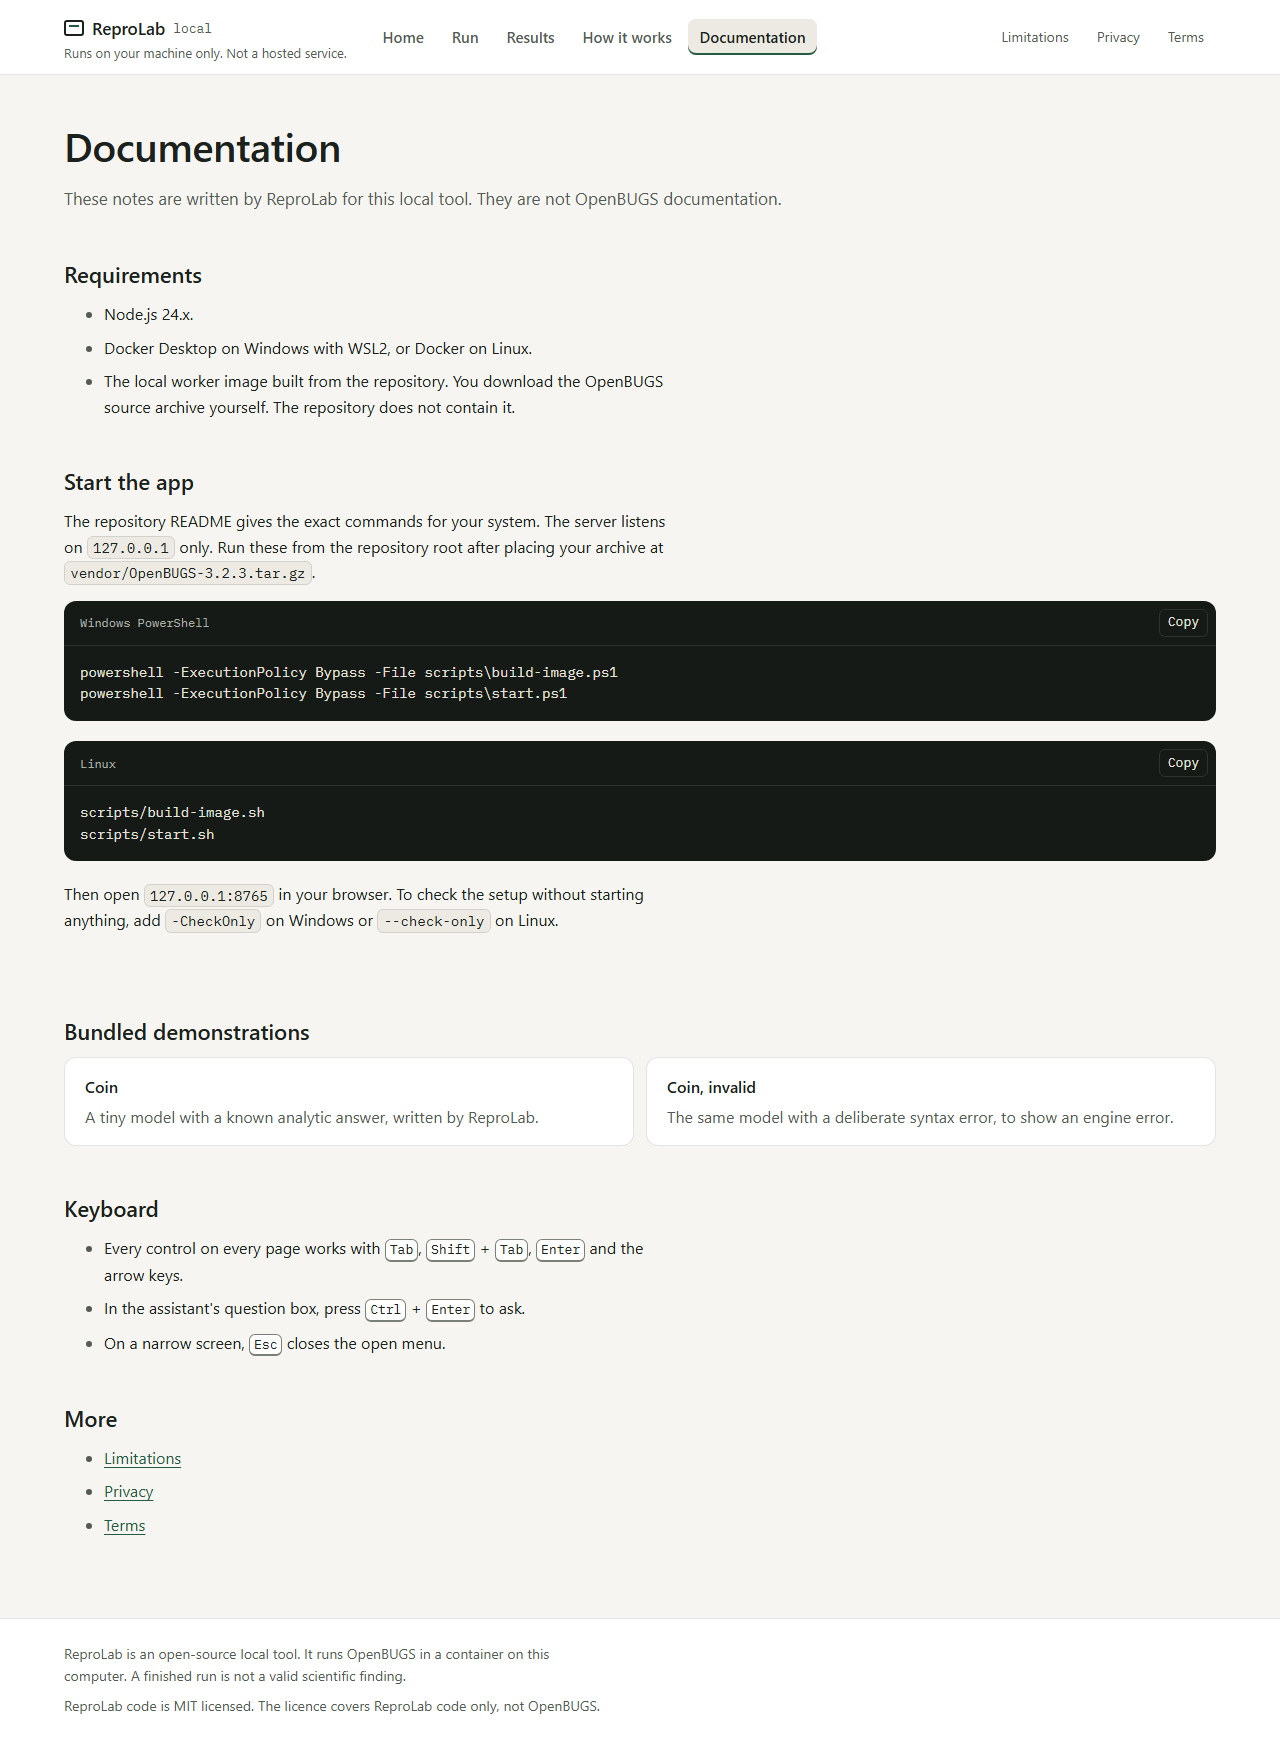 ReproLab local
Runs on your machine only. Not a hosted service.
Home
Run
Results
How it works
Documentation
Limitations
Privacy
Terms
Documentation
These notes are written by ReproLab for this local tool. They are not OpenBUGS documentation.
Requirements
Node.js 24.x.
Docker Desktop on Windows with WSL2, or Docker on Linux.
The local worker image built from the repository. You download the OpenBUGS
source archive yourself. The repository does not contain it.
Start the app
The repository README gives the exact commands for your system. The server listens
on 127.0.0.1 only. Run these from the repository root after placing your archive at
vendor/OpenBUGS-3.2.3.tar.gz.
Windows PowerShell
Copy
powershell -ExecutionPolicy Bypass -File scripts\build-image.ps1
powershell -ExecutionPolicy Bypass -File scripts\start.ps1
Linux
Copy
scripts/build-image.sh
scripts/start.sh
Then open 127.0.0.1:8765 in your browser. To check the setup without starting
anything, add -CheckOnly on Windows or --check-only on Linux.
Bundled demonstrations
Coin
A tiny model with a known analytic answer, written by ReproLab.
Coin, invalid
The same model with a deliberate syntax error, to show an engine error.
Keyboard
Every control on every page works with Tab, Shift + Tab, Enter and the
arrow keys.
In the assistant's question box, press Ctrl + Enter to ask.
On a narrow screen, Esc closes the open menu.
More
Limitations
Privacy
Terms
ReproLab is an open-source local tool. It runs OpenBUGS in a container on this
computer. A finished run is not a valid scientific finding.
ReproLab code is MIT licensed. The licence covers ReproLab code only, not OpenBUGS.